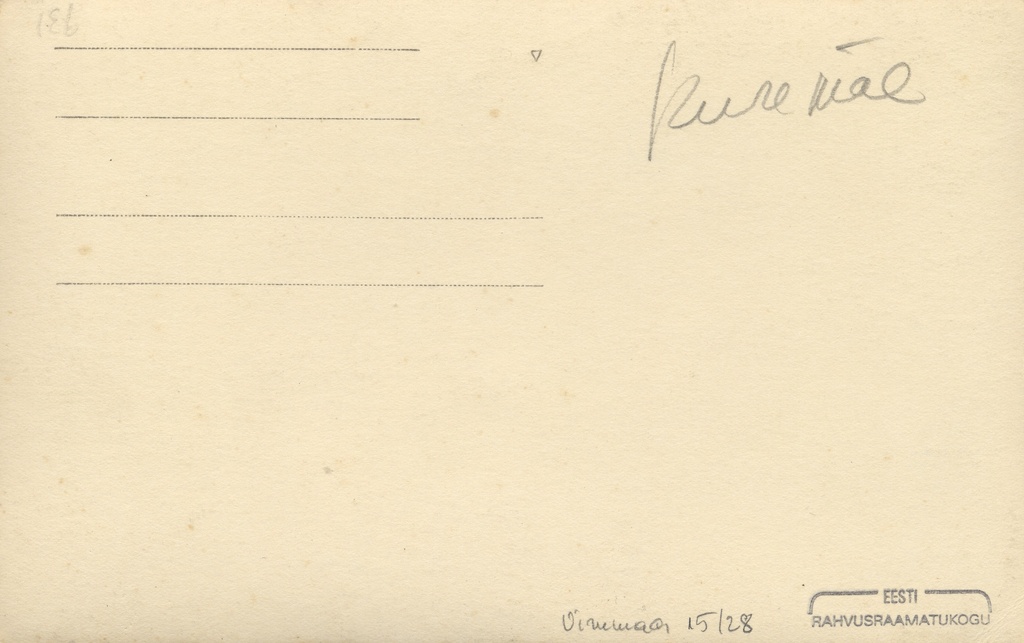 Kuremäe
Virumaa 15/28
EESTI
RAHVUSRAAMATUKOGU